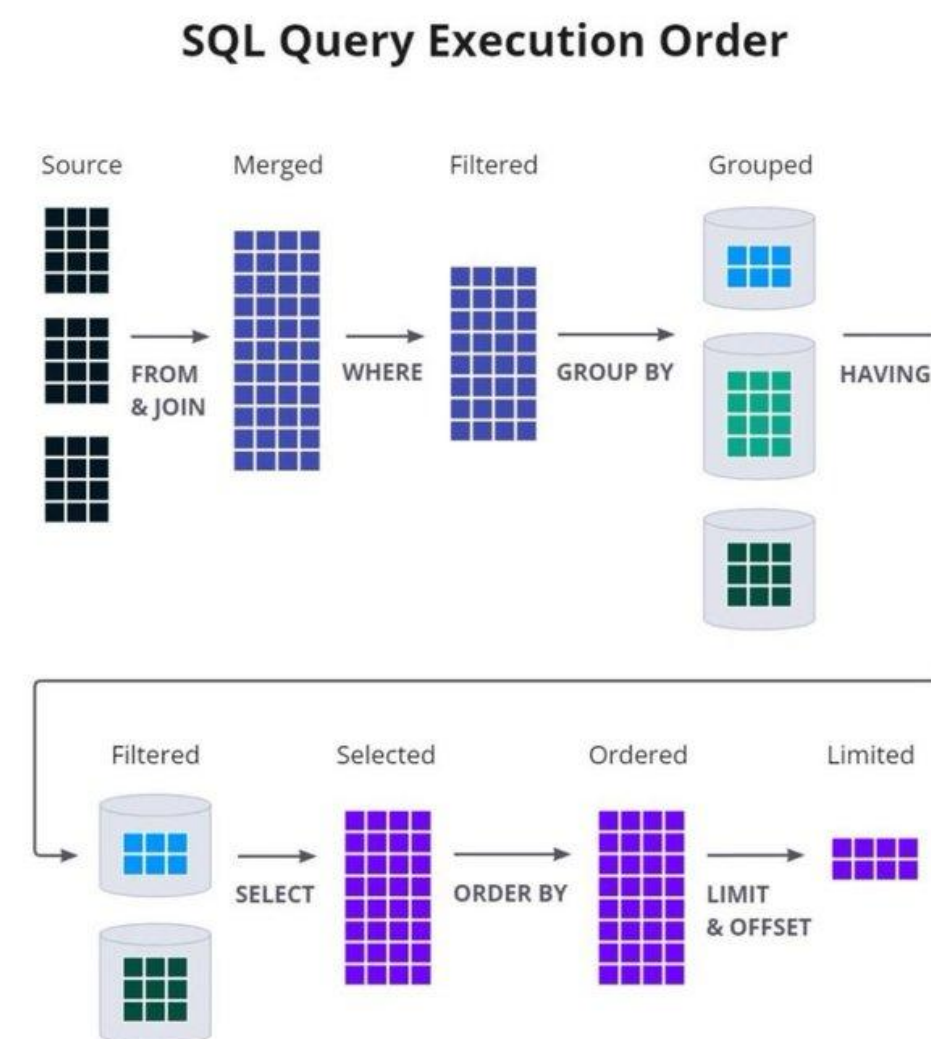 SQL Query Execution Order
Source
Merged
Filtered
Grouped
FROM
& JOIN
WHERE
GROUP BY
HAVING
Filtered
Selected
Ordered
Limited
SELECT
ORDER BY
LIMIT
& OFFSET